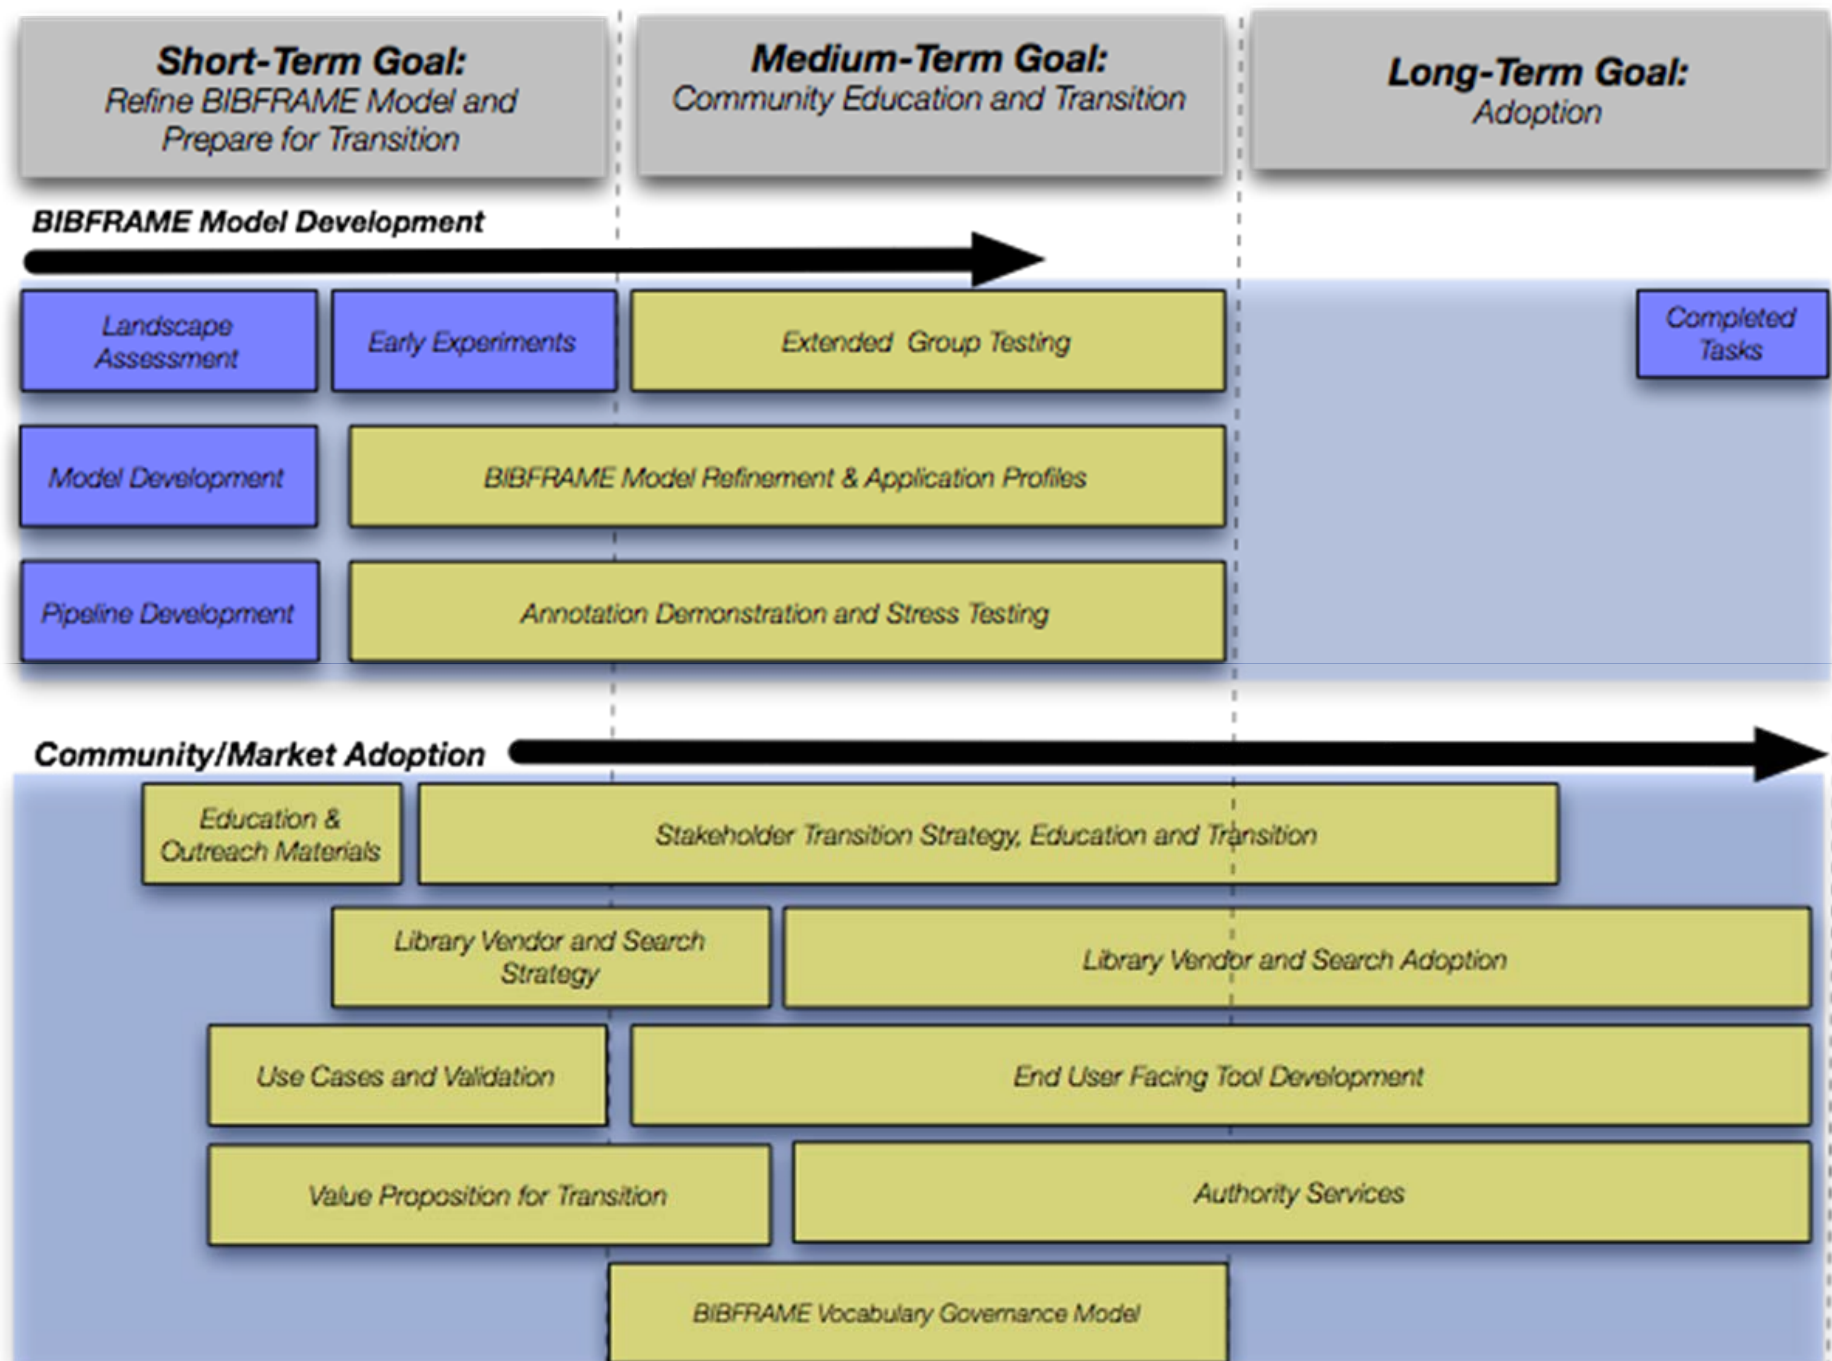 Short-Term Goal:
Refine BIBFRAME Model and
Prepare for Transition
Medium-Term Goal:
Community Education and Transition
Long-Term Goal:
Adoption
BIBFRAME Model Development
Landscape
Assessment
Early Experiments
Extended Group Testing
Completed
Tasks
Model Development
BIBFRAME Model Refinement & Application Profiles
Pipeline Development
Annotation Demonstration and Stress Testing
Community/Market Adoption
Education &
Outreach Materials
Stakeholder Transition Strategy, Education and Transition
Library Vendor and Search
Strategy
Library Vendor and Search Adoption
Use Cases and Validation
End User Facing Tool Development
Value Proposition for Transition
Authority Services
BIBFRAME Vocabulary Governance Model